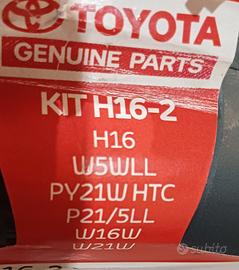 TOYOTA
GENUINE PARTS
KIT H16-2
H16
W5WLL
PY21W HTC
P21/5LL
W16W
W21W
subito